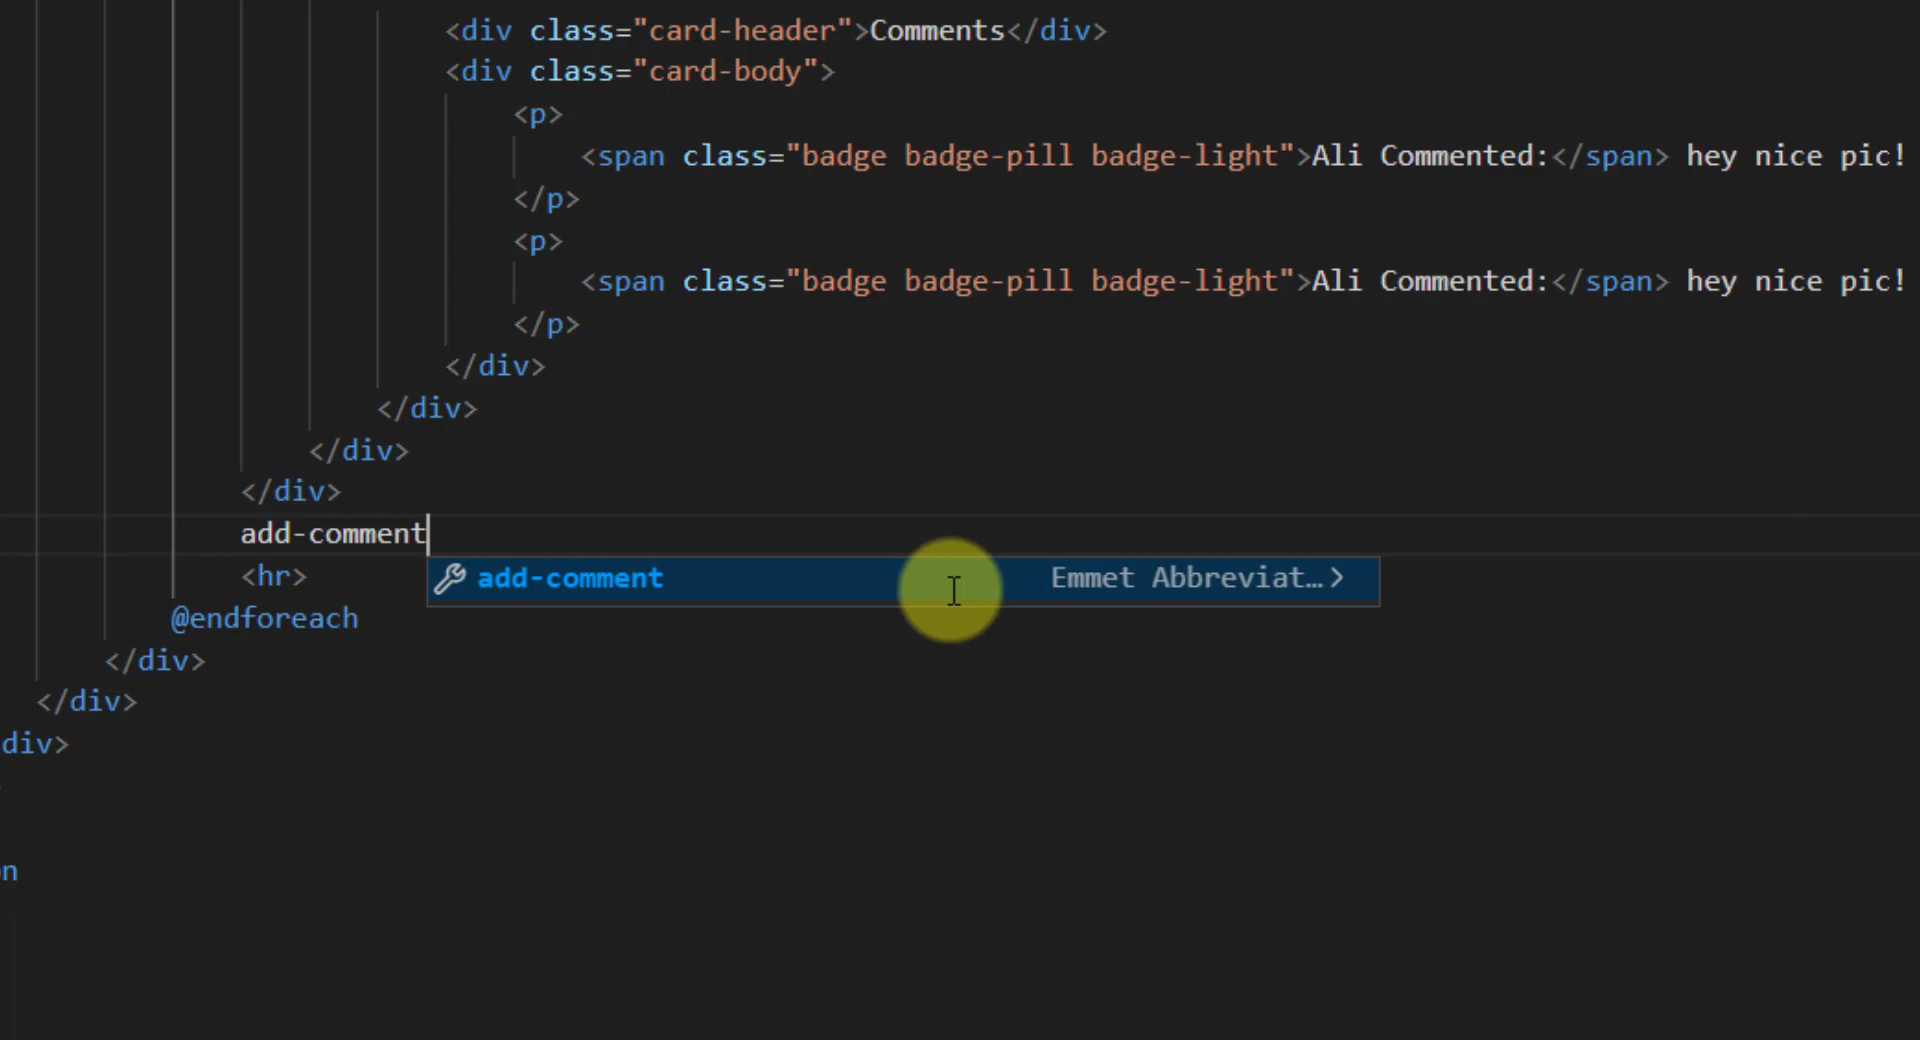 <div class="card-header">Comments</div>
<div class="card-body">
<p>
<span class="badge badge-pill badge-light">Ali Commented:</span> hey nice pic!
</p>
<p>
<span class="badge badge-pill badge-light">Ali Commented:</span> hey nice pic!
</p>
</div>
</div>
</div>
</div>
add-comment
add-comment Emmet Abbreviat…>
<hr>
@endforeach
</div>
</div>
div>
n